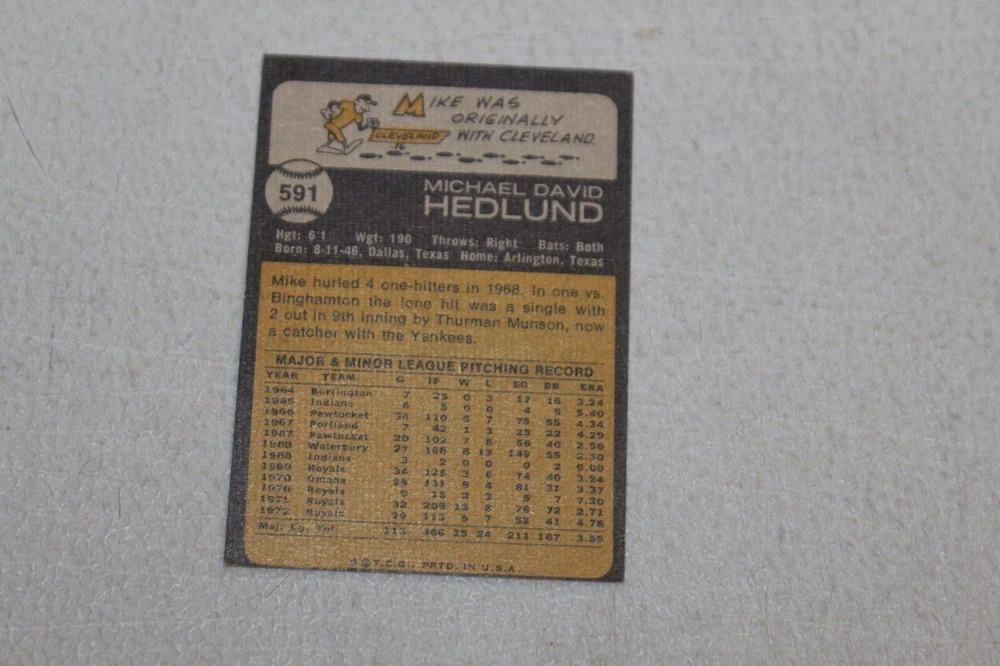 MIKE WAS
ORIGINALLY
WITH CLEVELAND.
CLEVELAND
591
MICHAEL DAVID
HEDLUND
Hgt: 6'1 Wgt: 190 Throws: Right Bats: Both
Born: 8-11-46, Dallas, Texas Home: Arlington, Texas
Mike hurled 4 one-hitters in 1968. In one vs.
Binghamton the lone hit was a single with
2 out in 9th inning by Thurman Munson, now
a catcher with the Yankees.
MAJOR & MINOR LEAGUE PITCHING RECORD
YEAR TEAM G IP W L SO BB ERA
1964 Burlington 7 25 0 3 17 16 3.24
1965 Indians 6 5 0 0 4 5 5.40
1966 Pawtucket 110 7 75 55 4.34
1967 Portland 7 42 1 3 25 22 4.29
1967 Pawtucket 20 102 7 8 56 40 2.56
1968 Waterbury 27 168 8 13 149 55 2.30
1968 Indians 3 2 0 0 0 2 9.00
1969 Royals 34 125 3 6 74 40 3.24
1970 Omaha 25 131 4 81 31 3.37
1970 Royals 9 15 2 3 5 7 7.20
1971 Royals 32 206 15 8 76 72 2.71
1972 Royals 29 113 5 7 52 41 4.78
Maj. Lg. Tot. 113 466 25 24 211 167 3.55
© T.C.G. PRTD. IN U.S.A.